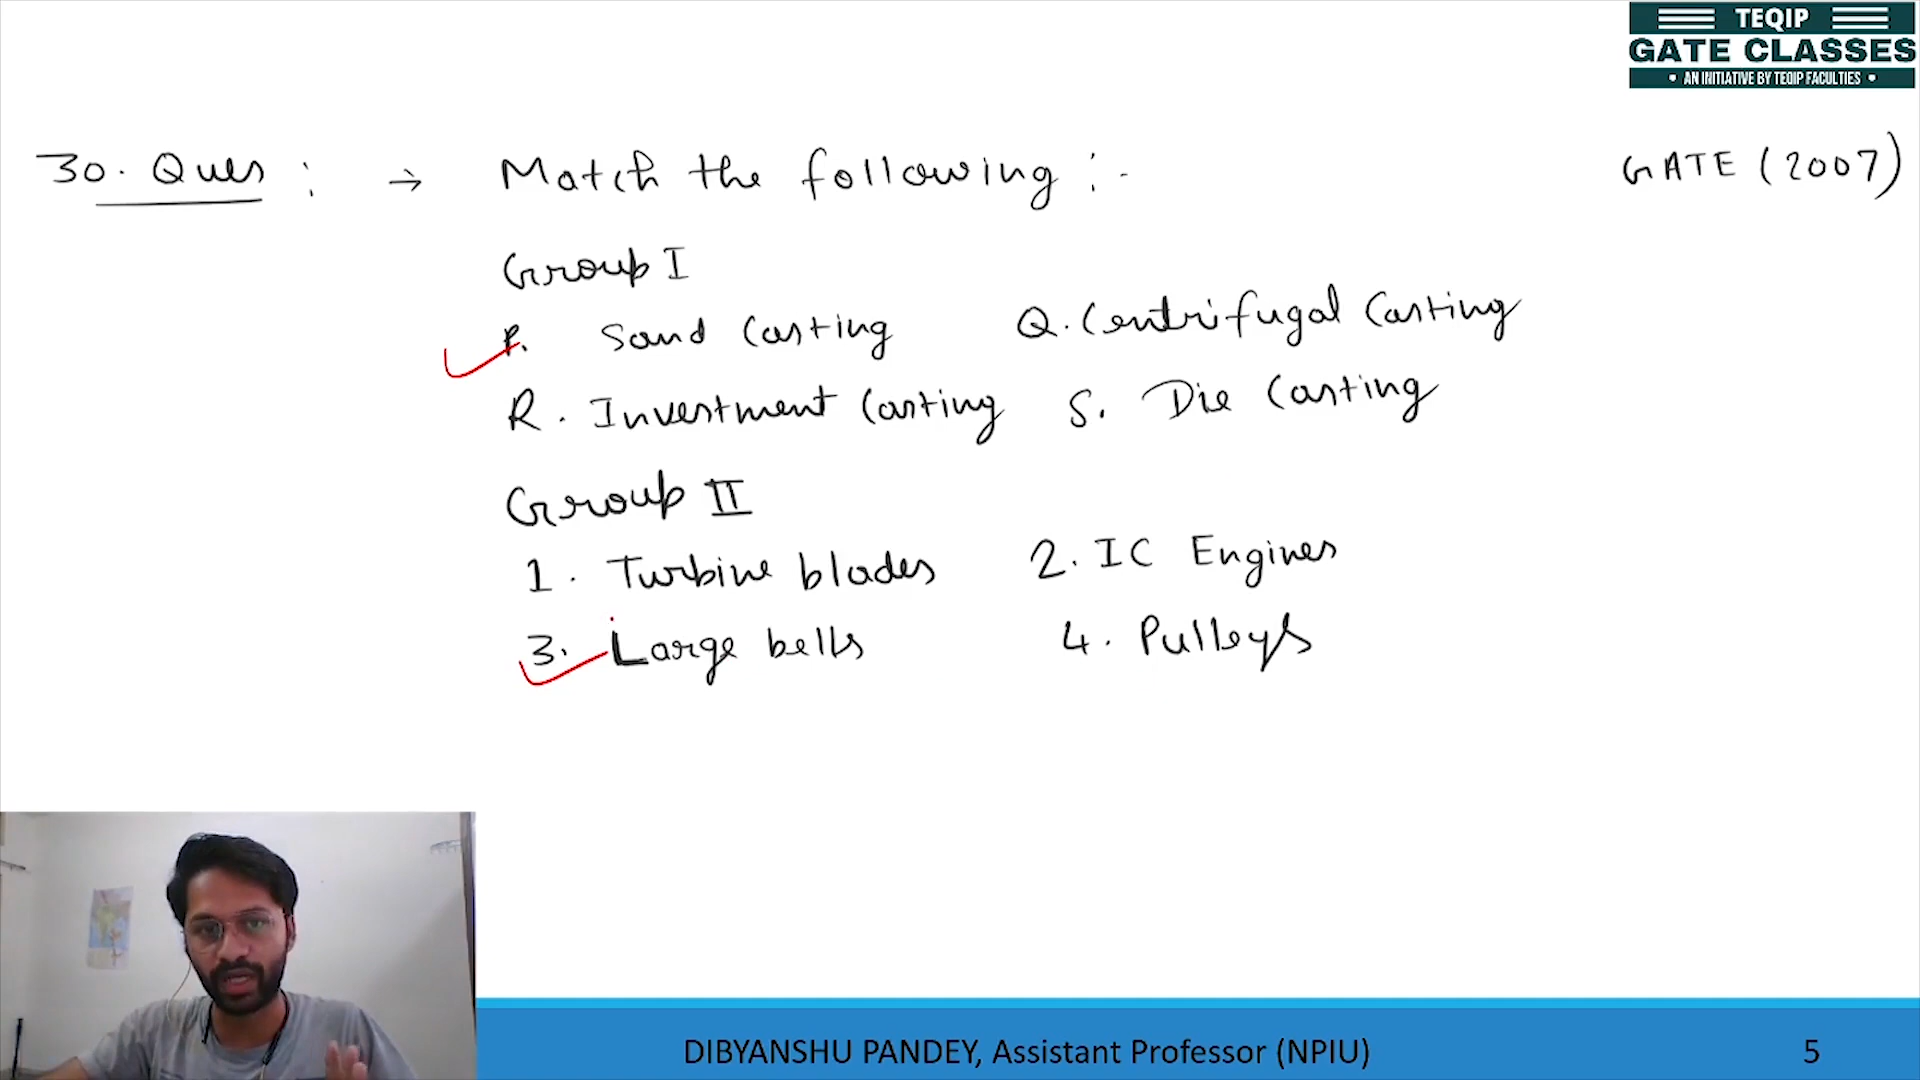 TEQIP
GATE CLASSES
• AN INITIATIVE BY TEQIP FACULTIES •
30. Ques : → Match the following :- GATE (2007)
Group I
P. Sand Casting Q. Centrifugal Casting
R. Investment Casting S. Die Casting
Group II
1. Turbine blades 2. IC Engines
3. Large bells 4. Pulleys
DIBYANSHU PANDEY, Assistant Professor (NPIU) 5